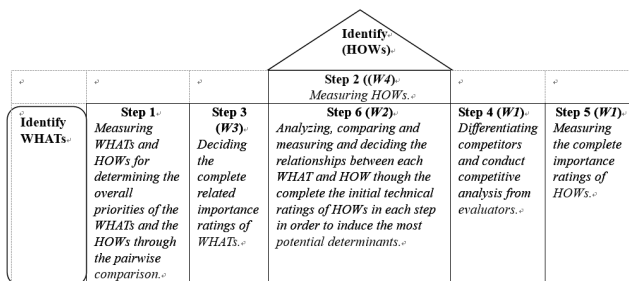 Identify
(HOWs)
Step 2 ((W4)
Measuring HOWs.
Identify
WHATs
Step 1
Measuring
WHATs and
HOWs for
determining the
overall
priorities of the
WHATs and the
HOWs through
the pairwise
comparison.
Step 3
(W3)
Deciding
the
complete
related
importance
ratings of
WHATs.
Step 6 (W2)
Analyzing, comparing and
measuring and deciding the
relationships between each
WHAT and HOW though the
complete the initial technical
ratings of HOWs in each step
in order to induce the most
potential determinants.
Step 4 (W1)
Differentiating
competitors
and conduct
competitive
analysis from
evaluators.
Step 5 (W1)
Measuring
the complete
importance
ratings of
HOWs.